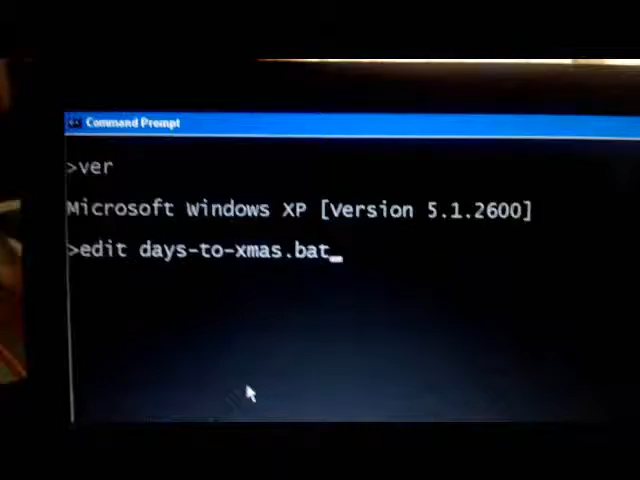 Command Prompt
>ver
Microsoft Windows XP [Version 5.1.2600]
>edit days-to-xmas.bat_